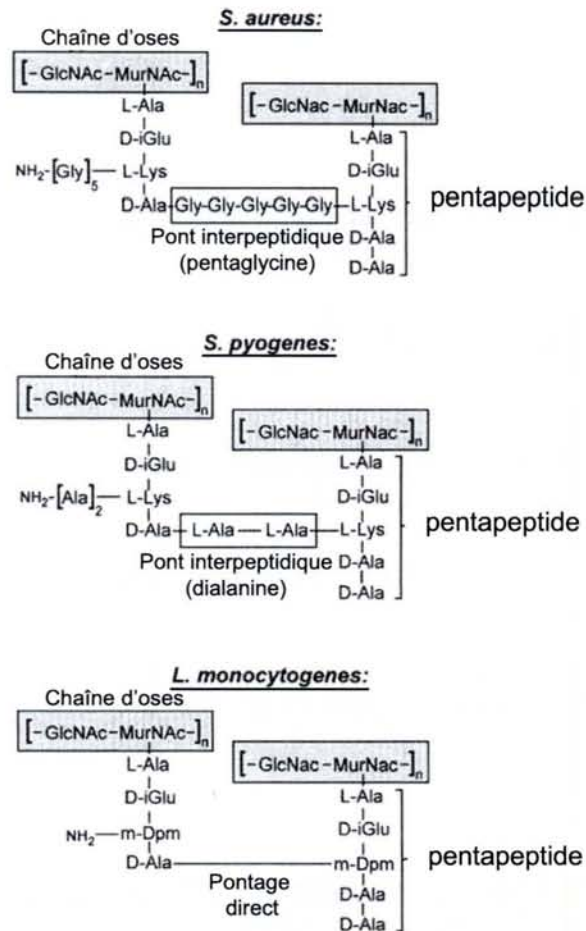 S. aureus:
Chaîne d'oses
[-GlcNAc-MurNAc-]n
[-GlcNac-MurNac-]n
L-Ala
L-Ala
D-iGlu
D-iGlu
NH2-[Gly]5-L-Lys
D-Ala-Gly-Gly-Gly-Gly-Gly-L-Lys
pentapeptide
Pont interpeptidique
(pentaglycine)
D-Ala
D-Ala
S. pyogenes:
Chaîne d'oses
[-GlcNAc-MurNAc-]n
[-GlcNac-MurNac-]n
L-Ala
L-Ala
D-iGlu
D-iGlu
NH2-[Ala]2-L-Lys
D-Ala-L-Ala-L-Ala-L-Lys
pentapeptide
Pont interpeptidique
(dialanine)
D-Ala
D-Ala
L. monocytogenes:
Chaîne d'oses
[-GlcNAc-MurNAc-]n
[-GlcNac-MurNac-]n
L-Ala
L-Ala
D-iGlu
D-iGlu
NH2-m-Dpm
D-Ala-m-Dpm
pentapeptide
Pontage
direct
D-Ala
D-Ala